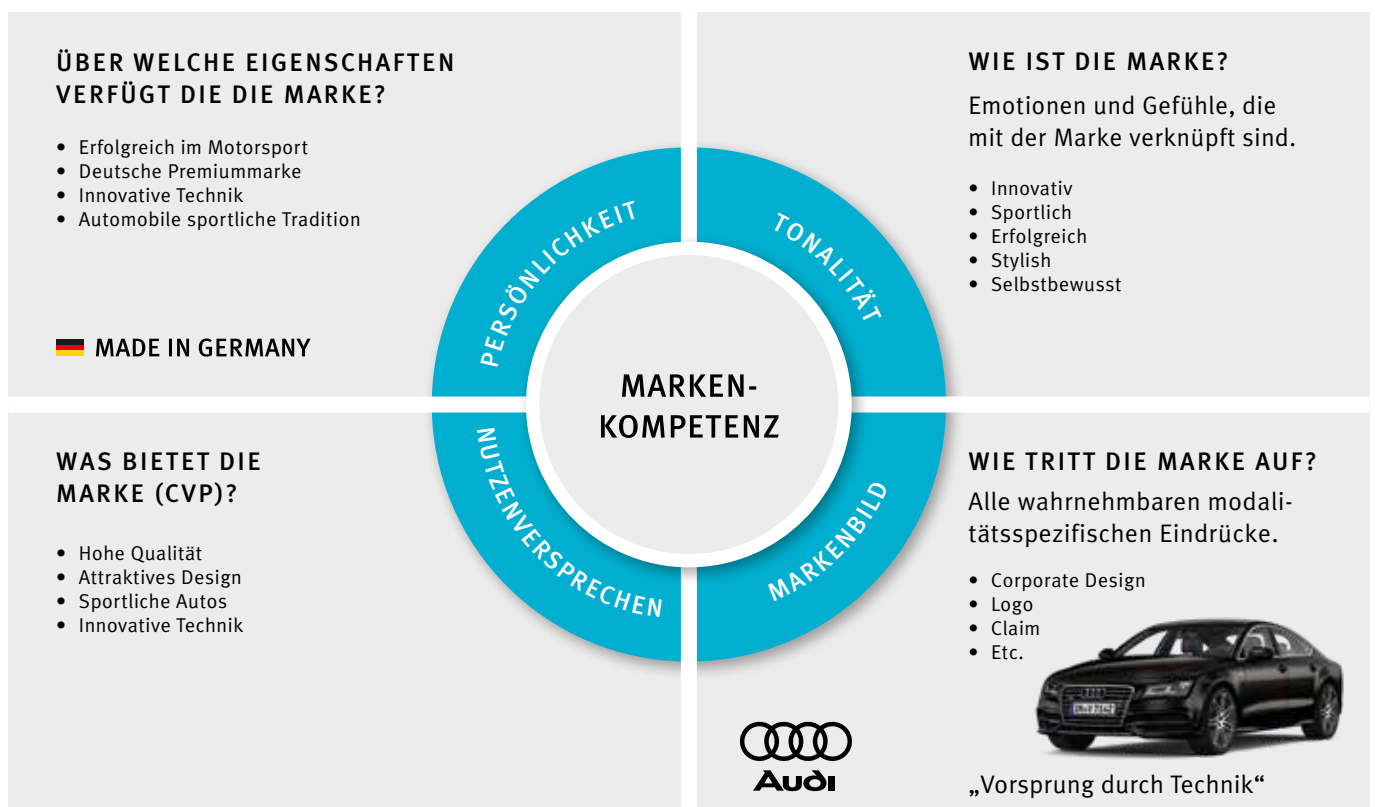 ÜBER WELCHE EIGENSCHAFTEN
VERFÜGT DIE DIE MARKE?
• Erfolgreich im Motorsport
• Deutsche Premiummarke
• Innovative Technik
• Automobile sportliche Tradition
MADE IN GERMANY
WIE IST DIE MARKE?
Emotionen und Gefühle, die
mit der Marke verknüpft sind.
• Innovativ
• Sportlich
• Erfolgreich
• Stylish
• Selbstbewusst
PERSÖNLICHKEIT
TONALITÄT
MARKEN-
KOMPETENZ
NUTZENVERSPRECHEN
MARKENBILD
WAS BIETET DIE
MARKE (CVP)?
• Hohe Qualität
• Attraktives Design
• Sportliche Autos
• Innovative Technik
WIE TRITT DIE MARKE AUF?
Alle wahrnehmbaren modali-
tätsspezifischen Eindrücke.
• Corporate Design
• Logo
• Claim
• Etc.
Audi
„Vorsprung durch Technik“